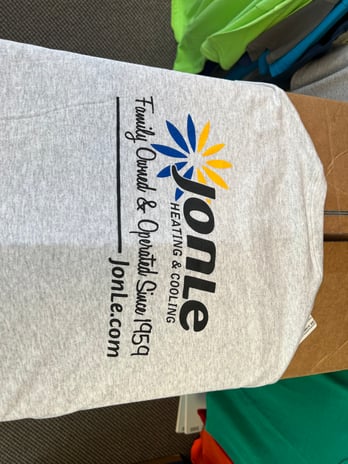 JonLe
HEATING & COOLING
Family Owned & Operated Since 1959
JonLe.com